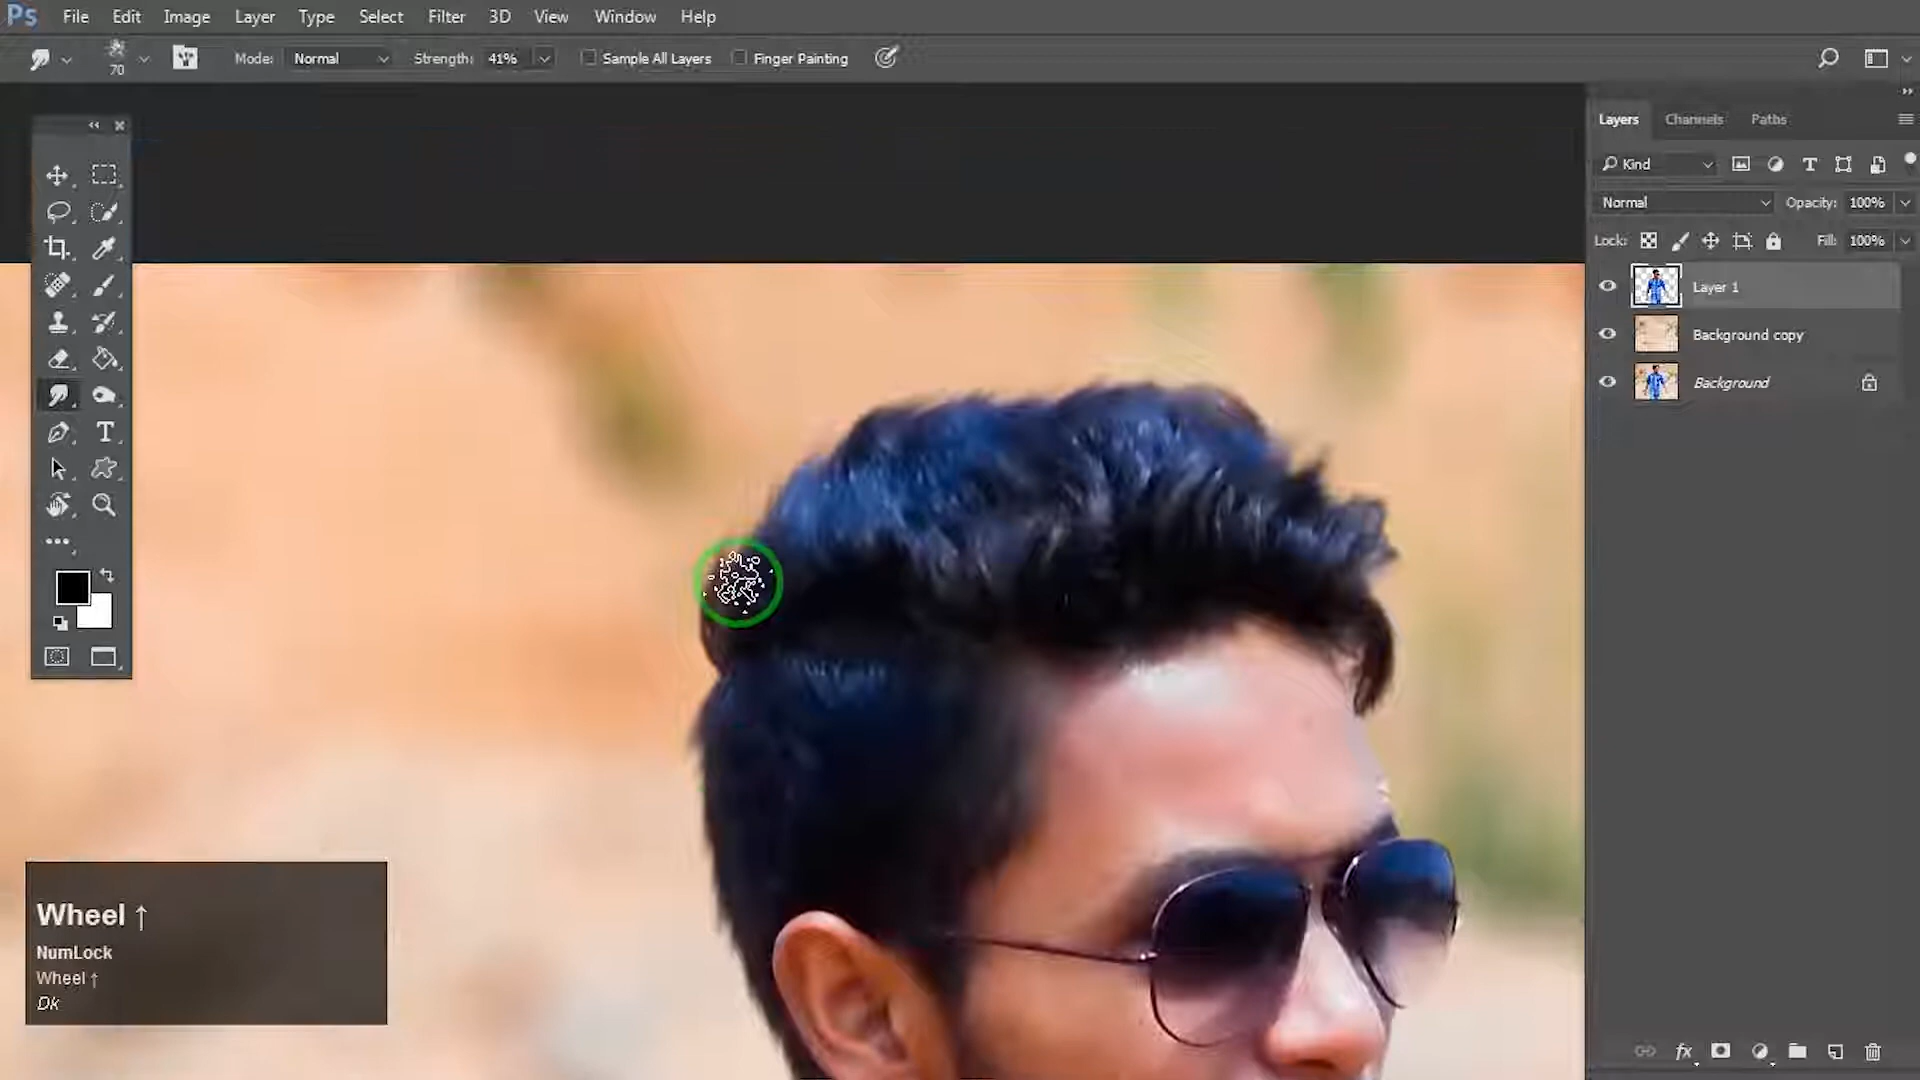 Ps File Edit Image Layer Type Select Filter 3D View Window Help
70 Mode: Normal Strength: 41% Sample All Layers Finger Painting
Layers Channels Paths
Kind
Normal Opacity: 100%
Lock: Fill: 100%
Layer 1
Background copy
Background
T
fx
Wheel ↑
NumLock
Wheel ↑
Dk